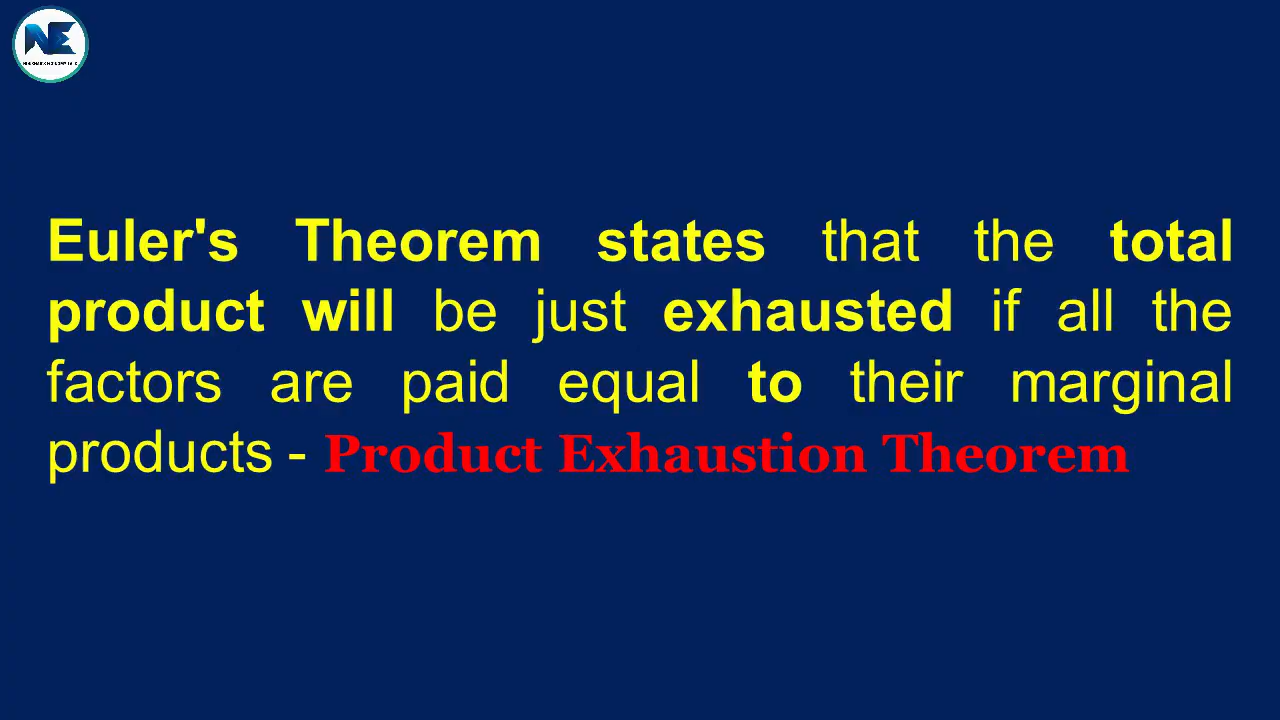 NE
Euler's Theorem states that the total
product will be just exhausted if all the
factors are paid equal to their marginal
products - Product Exhaustion Theorem